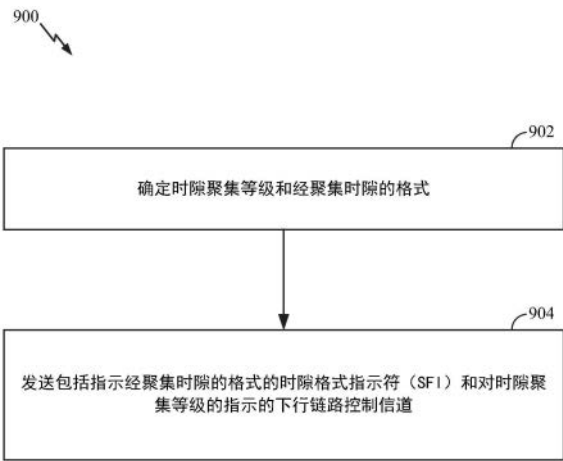 900
902
确定时隙聚集等级和经聚集时隙的格式
904
发送包括指示经聚集时隙的格式的时隙格式指示符（SFI）和对时隙聚
集等级的指示的下行链路控制信道